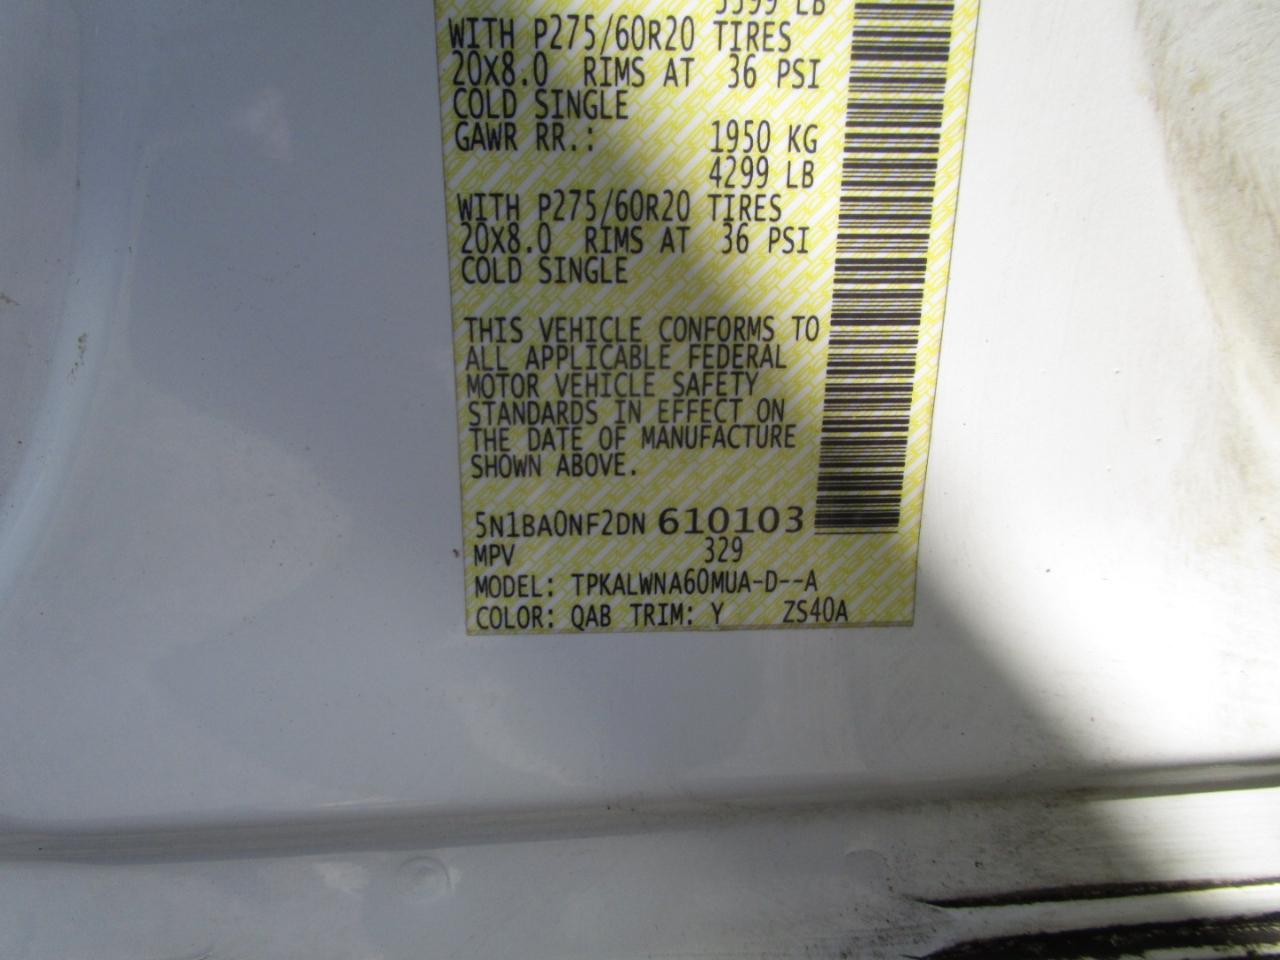 3599 LB
WITH P275/60R20 TIRES
20X8.0 RIMS AT 36 PSI
COLD SINGLE
GAWR RR.: 1950 KG
4299 LB
WITH P275/60R20 TIRES
20X8.0 RIMS AT 36 PSI
COLD SINGLE
THIS VEHICLE CONFORMS TO
ALL APPLICABLE FEDERAL
MOTOR VEHICLE SAFETY
STANDARDS IN EFFECT ON
THE DATE OF MANUFACTURE
SHOWN ABOVE.
5N1BA0NF2DN 610103
MPV 329
MODEL: TPKALWNA60MUA-D--A
COLOR: QAB TRIM: Y ZS40A